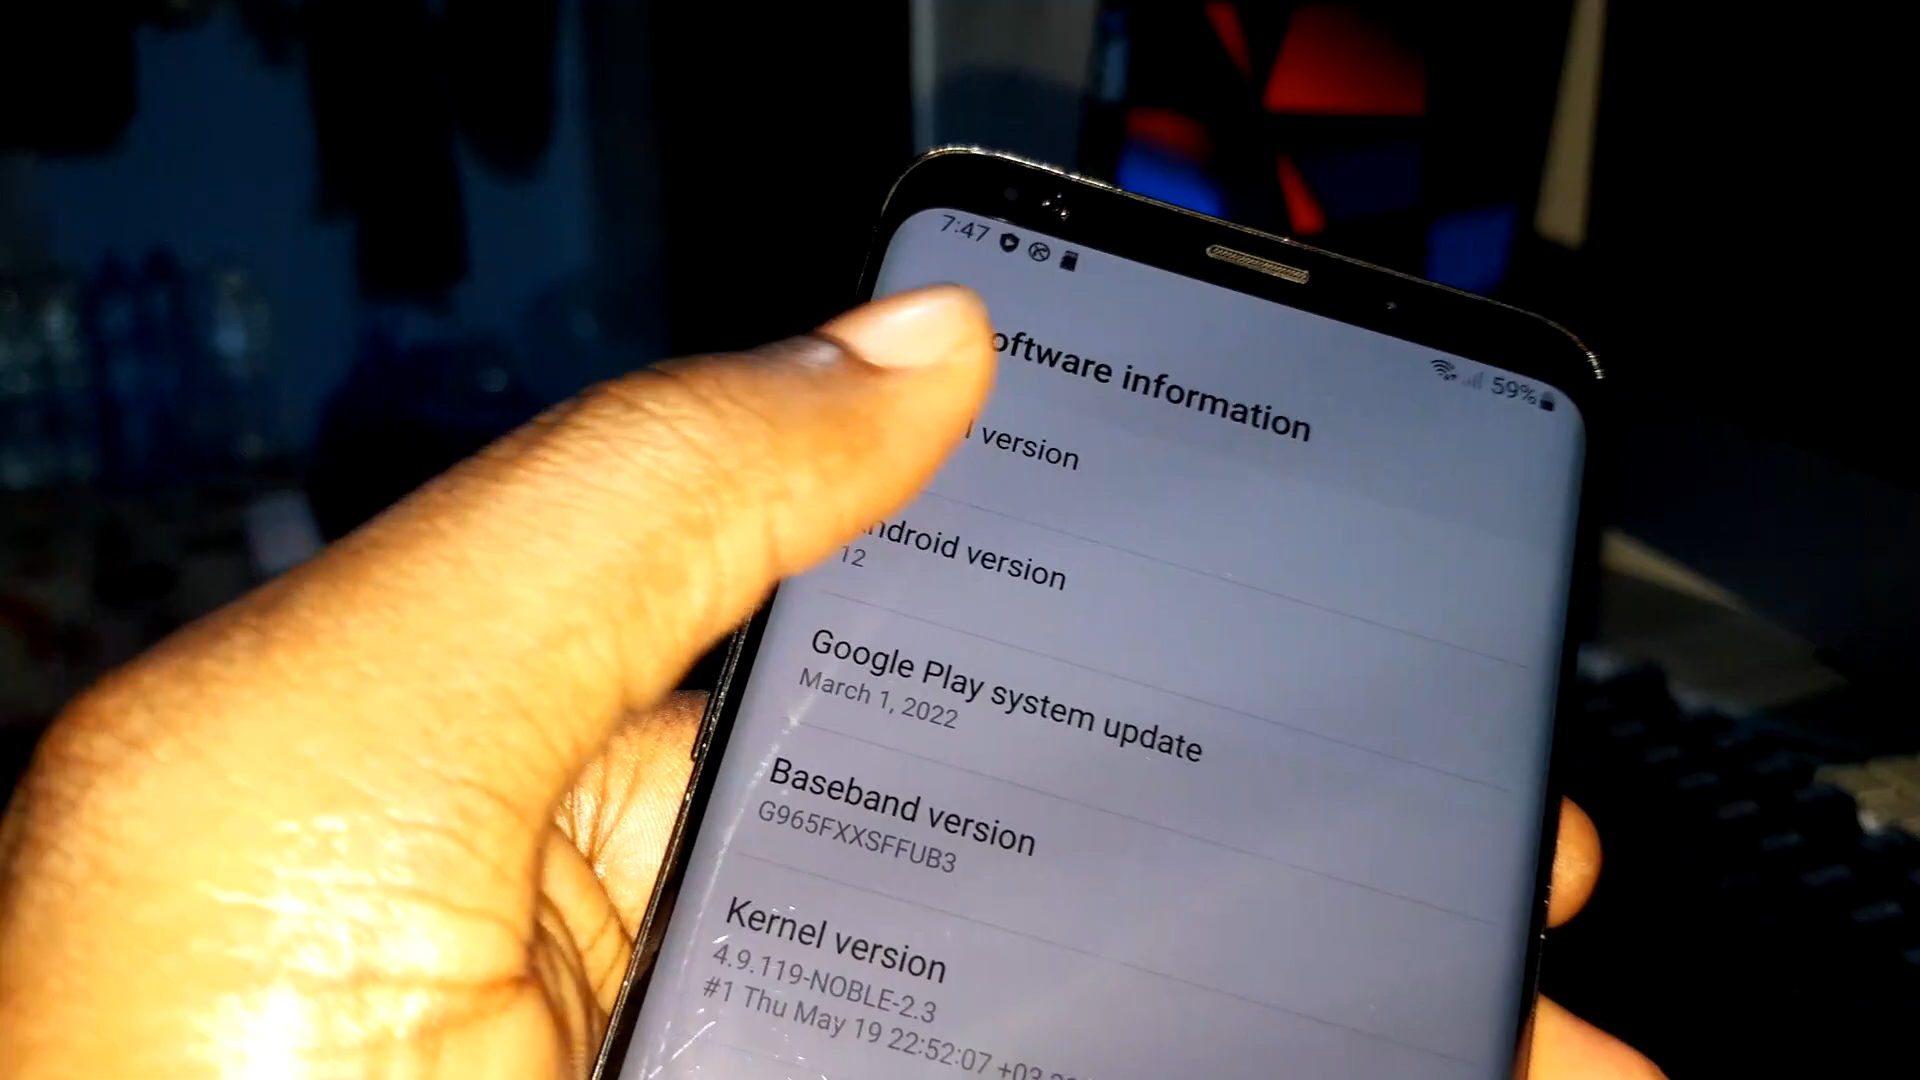 7:47 59%
oftware information
version
ndroid version
12
Google Play system update
March 1, 2022
Baseband version
G965FXXSFFUB3
Kernel version
4.9.119-NOBLE-2.3
#1 Thu May 19 22:52:07 +03